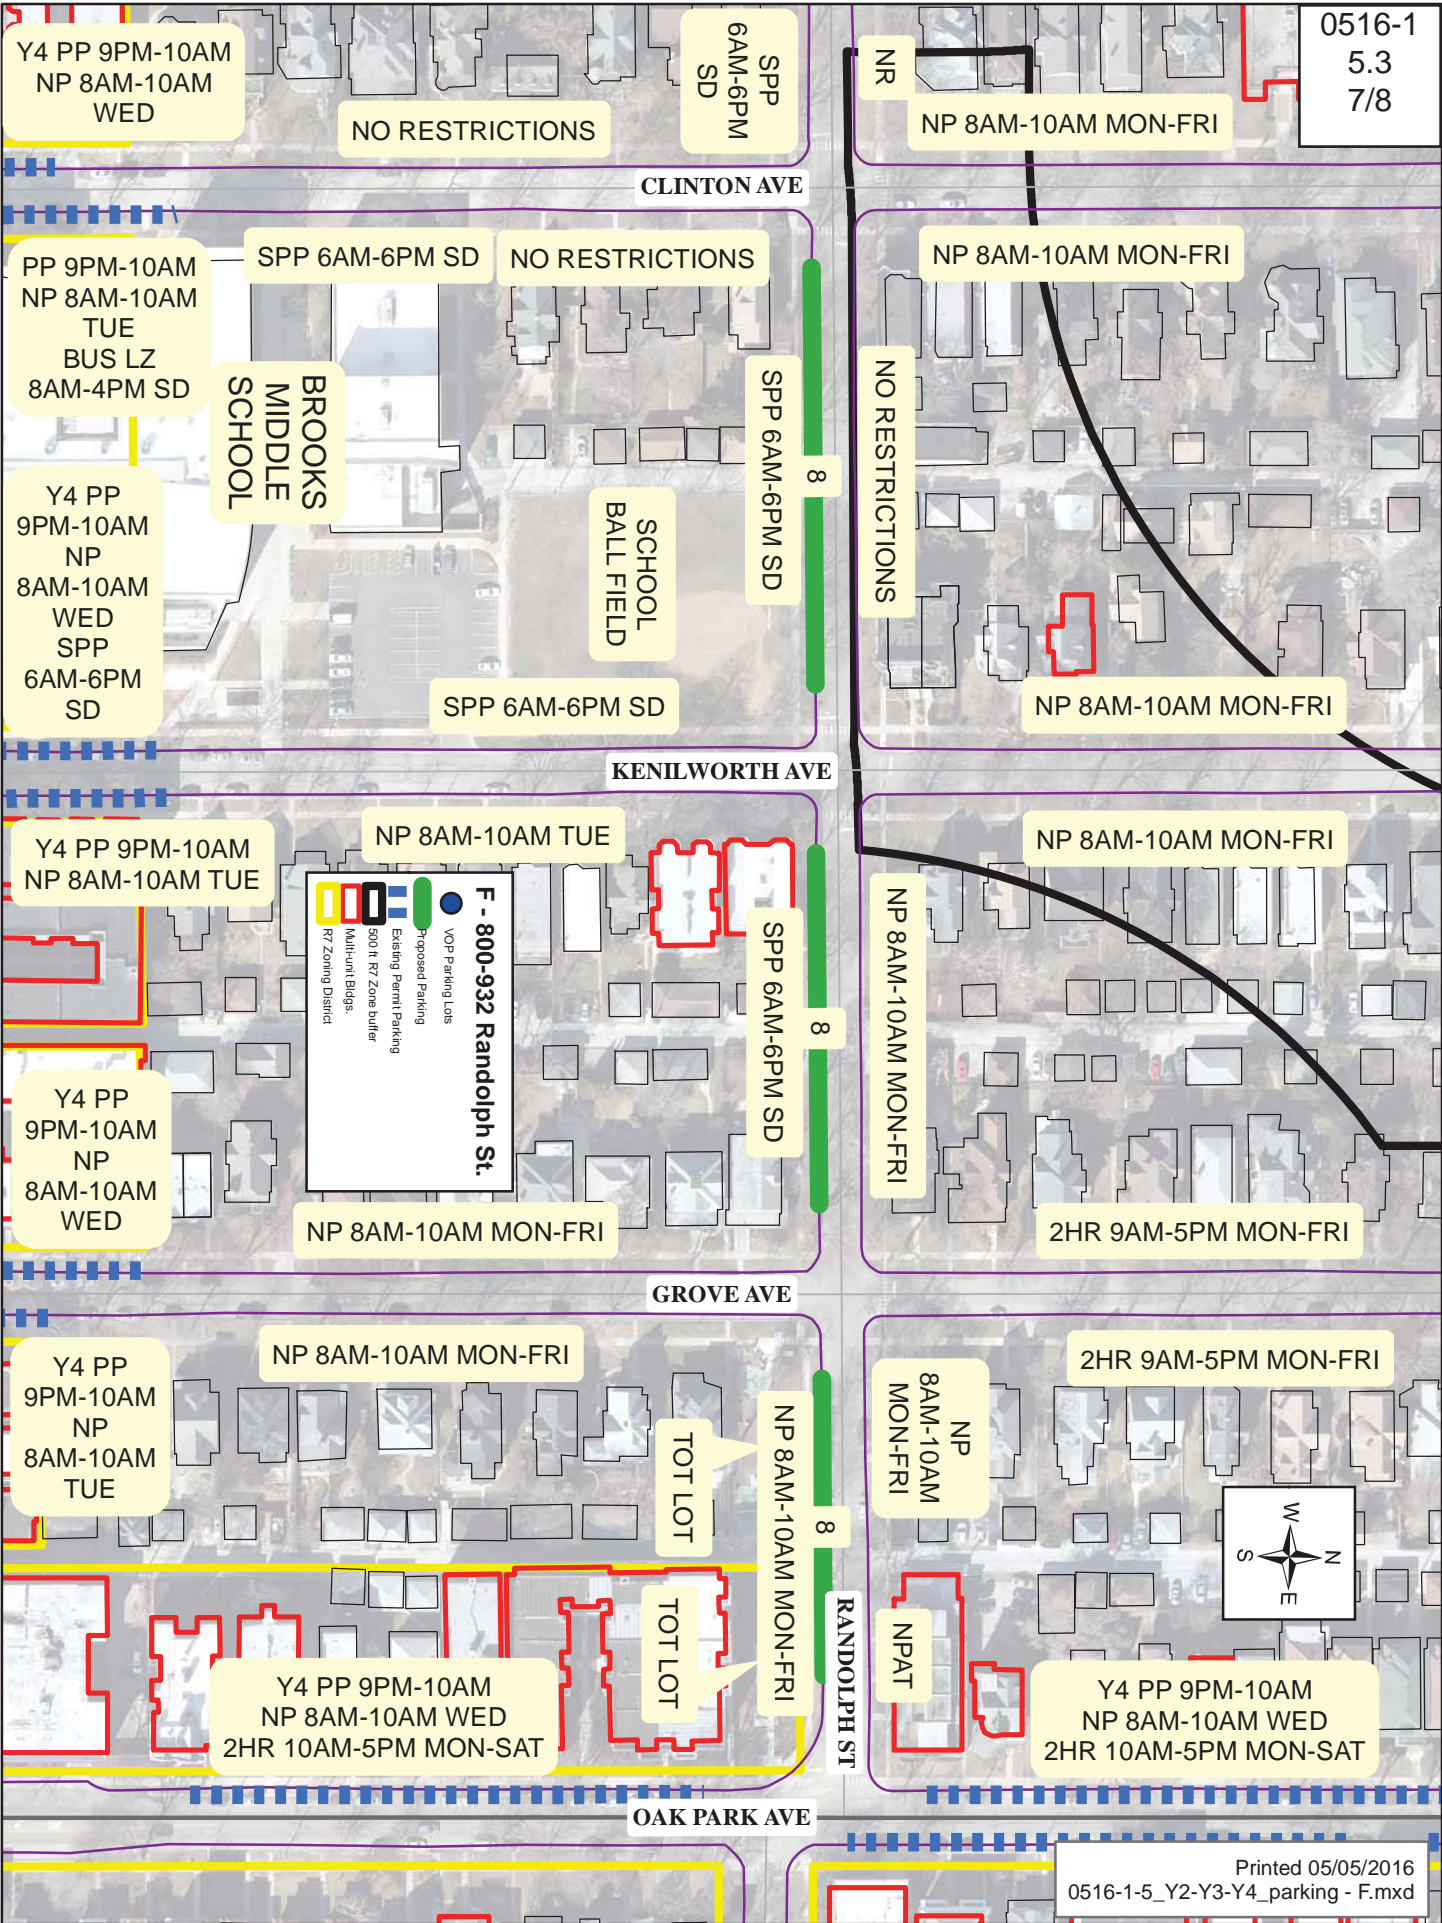 Y4 PP 9PM-10AM
NP 8AM-10AM
WED
NO RESTRICTIONS
SPP
6AM-6PM
SD
NR
NP 8AM-10AM MON-FRI
0516-1
5.3
7/8
CLINTON AVE
PP 9PM-10AM
NP 8AM-10AM
TUE
BUS LZ
8AM-4PM SD
SPP 6AM-6PM SD
NO RESTRICTIONS
NP 8AM-10AM MON-FRI
BROOKS
MIDDLE
SCHOOL
SPP 6AM-6PM SD
8
NO RESTRICTIONS
Y4 PP
9PM-10AM
NP
8AM-10AM
WED
SPP
6AM-6PM
SD
SCHOOL
BALL FIELD
SPP 6AM-6PM SD
NP 8AM-10AM MON-FRI
KENILWORTH AVE
Y4 PP 9PM-10AM
NP 8AM-10AM TUE
NP 8AM-10AM TUE
NP 8AM-10AM MON-FRI
F - 800-932 Randolph St.
VOP Parking Lots
Proposed Parking
Existing Permit Parking
500 ft R7 Zone buffer
Multi-unit Bldgs.
R7 Zoning District
SPP 6AM-6PM SD
8
NP 8AM-10AM MON-FRI
Y4 PP
9PM-10AM
NP
8AM-10AM
WED
NP 8AM-10AM MON-FRI
2HR 9AM-5PM MON-FRI
GROVE AVE
Y4 PP
9PM-10AM
NP
8AM-10AM
TUE
NP 8AM-10AM MON-FRI
TOT LOT
NP 8AM-10AM MON-FRI
8
NP
8AM-10AM
MON-FRI
2HR 9AM-5PM MON-FRI
N
W
E
S
TOT LOT
RANDOLPH ST
NPAT
Y4 PP 9PM-10AM
NP 8AM-10AM WED
2HR 10AM-5PM MON-SAT
Y4 PP 9PM-10AM
NP 8AM-10AM WED
2HR 10AM-5PM MON-SAT
OAK PARK AVE
Printed 05/05/2016
0516-1-5_Y2-Y3-Y4_parking - F.mxd